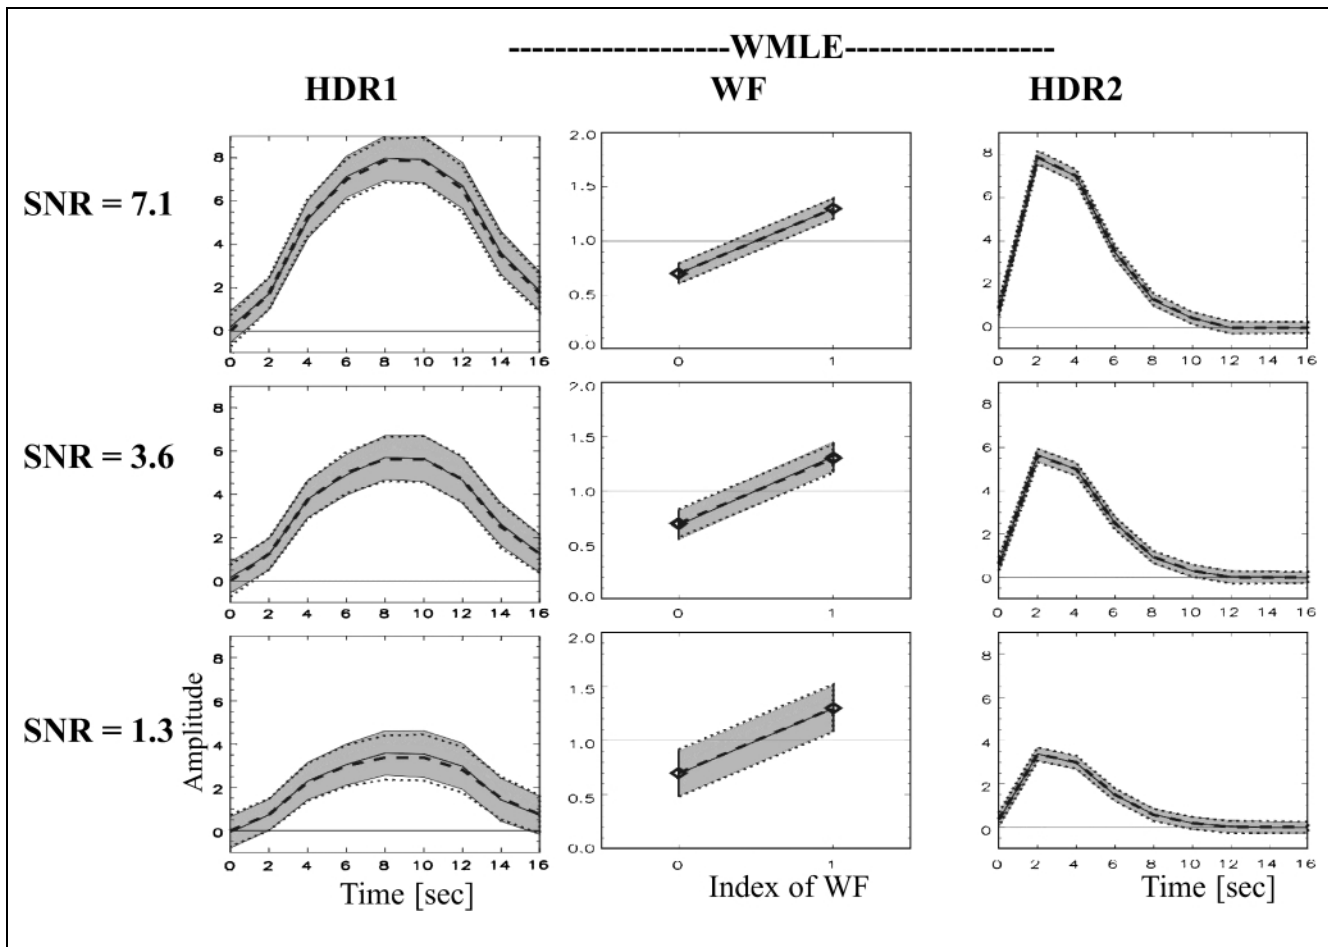 -------------------WMLE------------------
HDR1 WF HDR2
SNR = 7.1
8 6 4 2 0
0 2 4 6 8 10 12 14 16
2.0 1.5 1.0 0.5 0.0
0 1
8 6 4 2 0
0 2 4 6 8 10 12 14 16
SNR = 3.6
8 6 4 2 0
0 2 4 6 8 10 12 14 16
2.0 1.5 1.0 0.5 0.0
0 1
8 6 4 2 0
0 2 4 6 8 10 12 14 16
SNR = 1.3
Amplitude
8 6 4 2 0
0 2 4 6 8 10 12 14 16
Time [sec]
2.0 1.5 1.0 0.5 0.0
0 1
Index of WF
8 6 4 2 0
0 2 4 6 8 10 12 14 16
Time [sec]